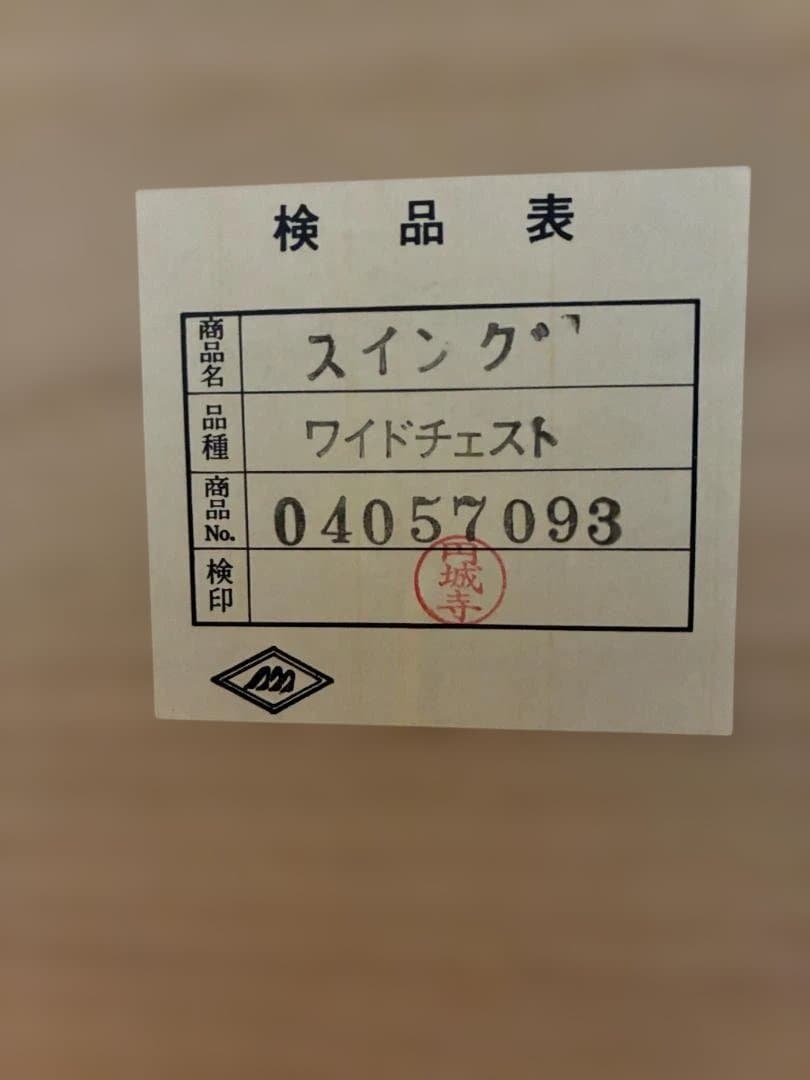 検品表
商品名 スイング
品種 ワイドチェスト
商品No. 04057093
検印 円城寺